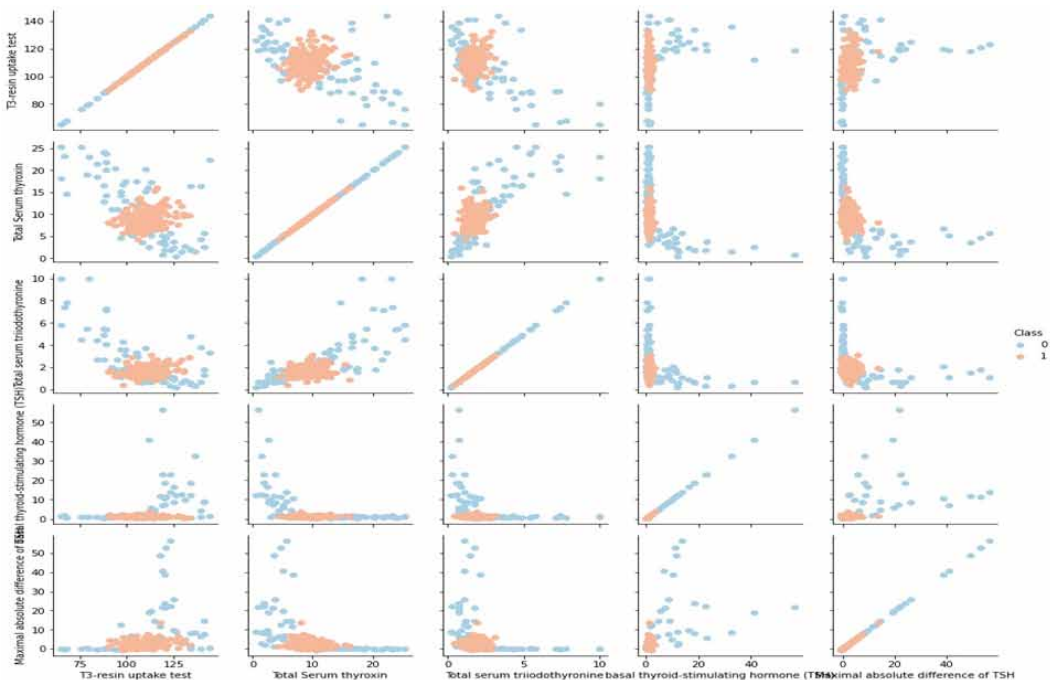 T3-resin uptake test
140
120
100
80
Total Serum thyroxin
25
20
15
10
5
0
Total serum triiodothyronine
10
8
6
4
2
0
Class
0
1
thyroid-stimulating hormone (TSH)
50
40
30
20
10
0
Maximal absolute difference of
50
40
30
20
10
0
75 100 125
0 10 20
0 5 10
0 20 40 60
0 20 40
T3-resin uptake test
Total Serum thyroxin
Total serum triiodothyronine
basal thyroid-stimulating hormone (TSH)
Maximal absolute difference of TSH